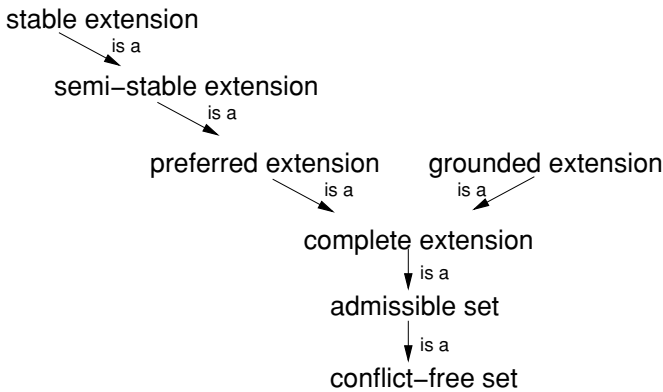 stable extension
is a
semi−stable extension
is a
preferred extension
grounded extension
is a
is a
complete extension
is a
admissible set
is a
conflict−free set